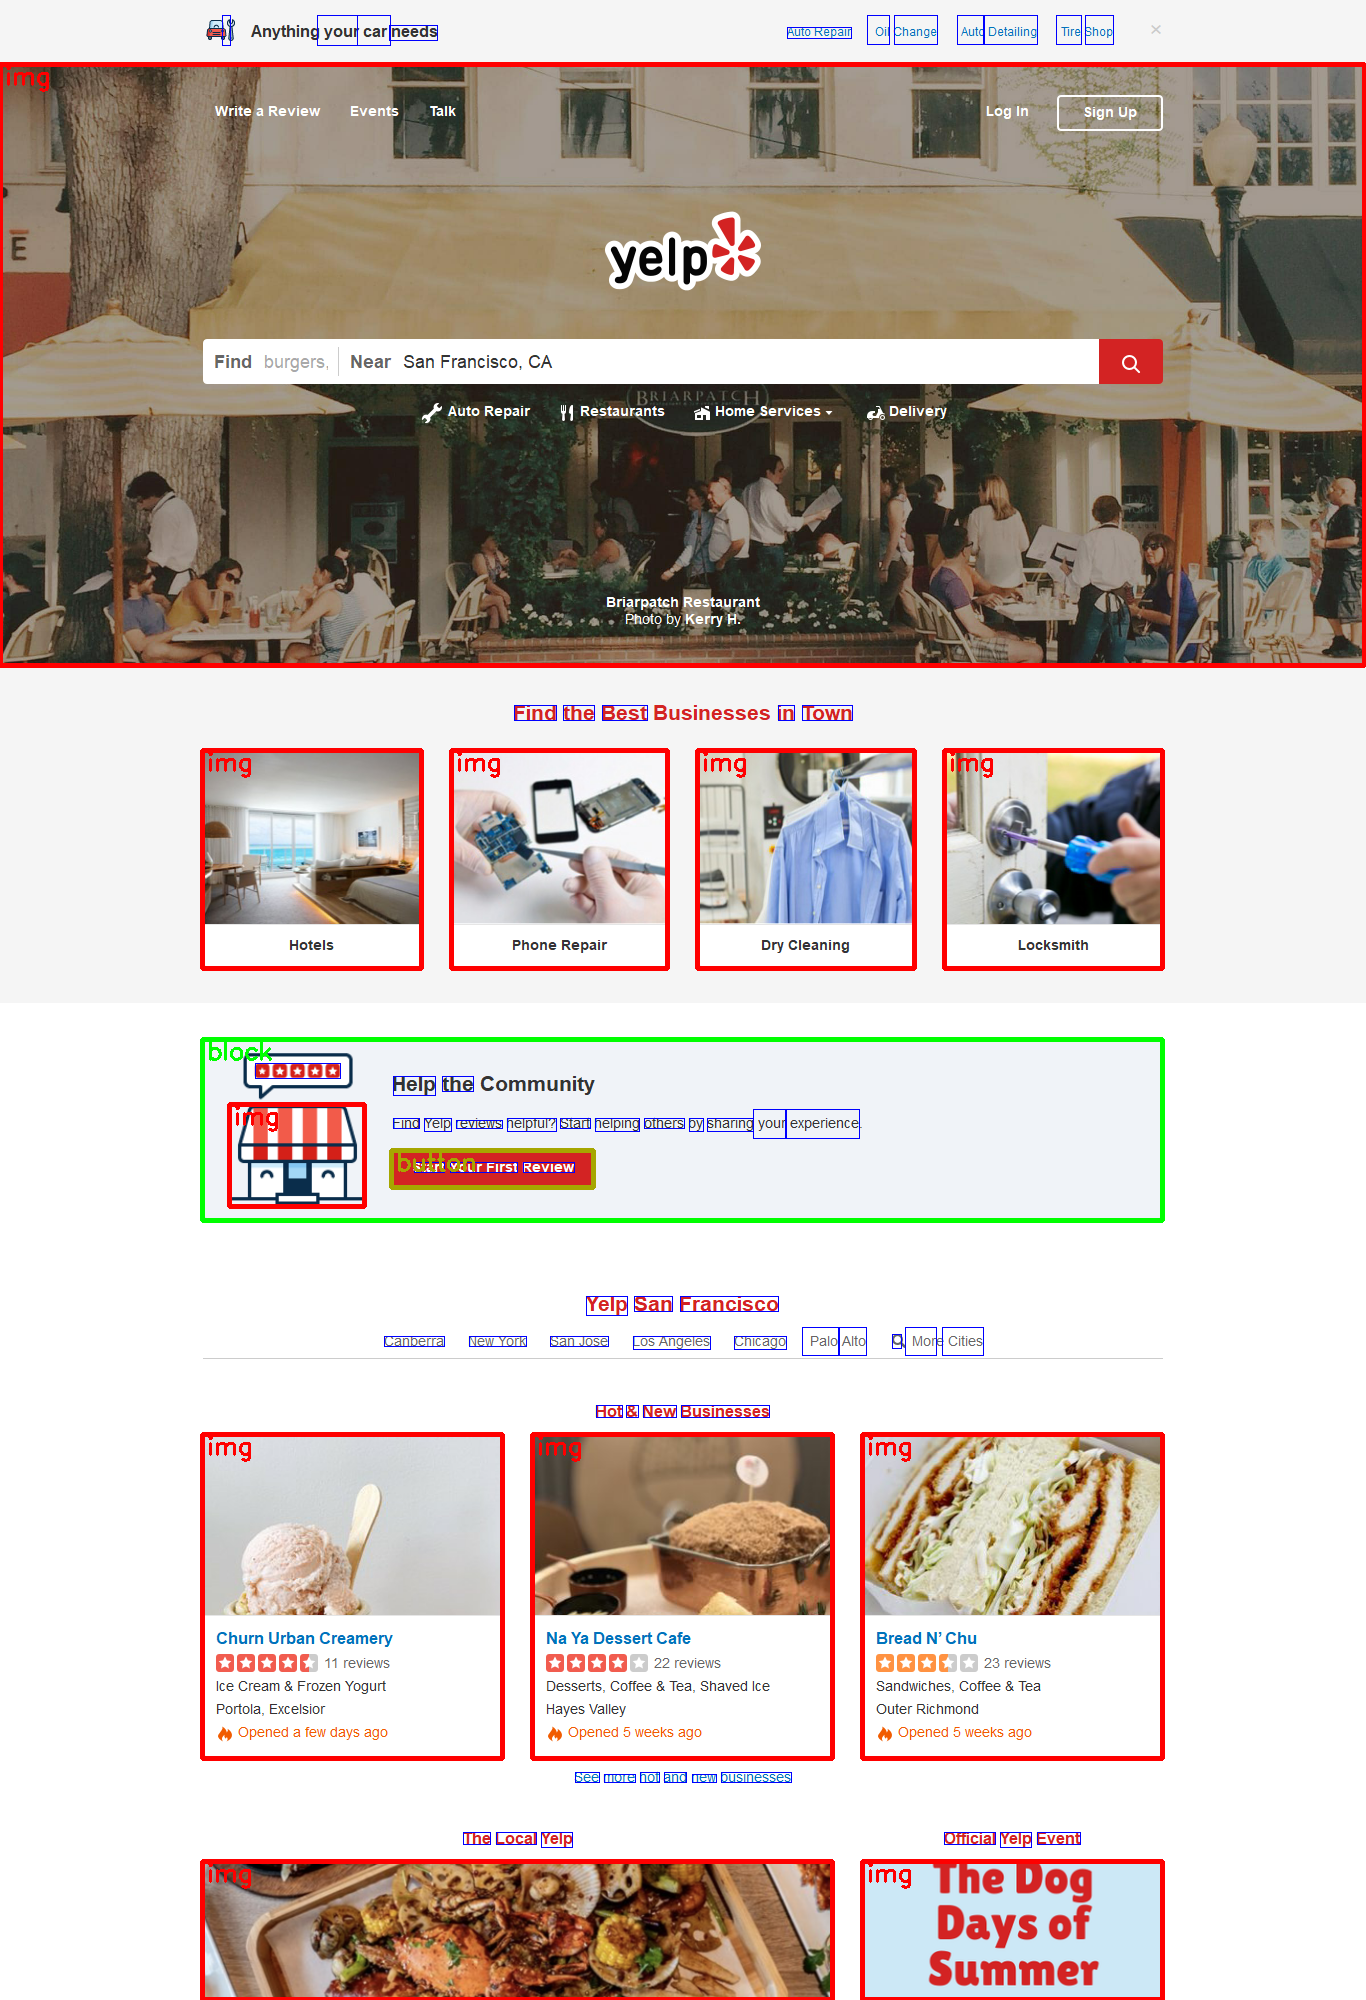 Anything your car needs
Auto Repair Oil Change Auto Detailing Tire Shop ×
img
Write a Review Events Talk Log In Sign Up
E
yelp
Find burgers, Near San Francisco, CA
BRIARPATCH
Auto Repair Restaurants Home Services Delivery
Briarpatch Restaurant
Photo by Kerry H.
Find the Best Businesses in Town
img img img img
Hotels Phone Repair Dry Cleaning Locksmith
block
img
Help the Community
Find Yelp reviews helpful? Start helping others by sharing your experience.
button
Start Your First Review
Yelp San Francisco
Canberra New York San Jose Los Angeles Chicago Palo Alto More Cities
Hot & New Businesses
img img img
Churn Urban Creamery
11 reviews
Ice Cream & Frozen Yogurt
Portola, Excelsior
Opened a few days ago
Na Ya Dessert Cafe
22 reviews
Desserts, Coffee & Tea, Shaved Ice
Hayes Valley
Opened 5 weeks ago
Bread N’ Chu
23 reviews
Sandwiches, Coffee & Tea
Outer Richmond
Opened 5 weeks ago
See more hot and new businesses
The Local Yelp
img
Official Yelp Event
img
The Dog
Days of
Summer